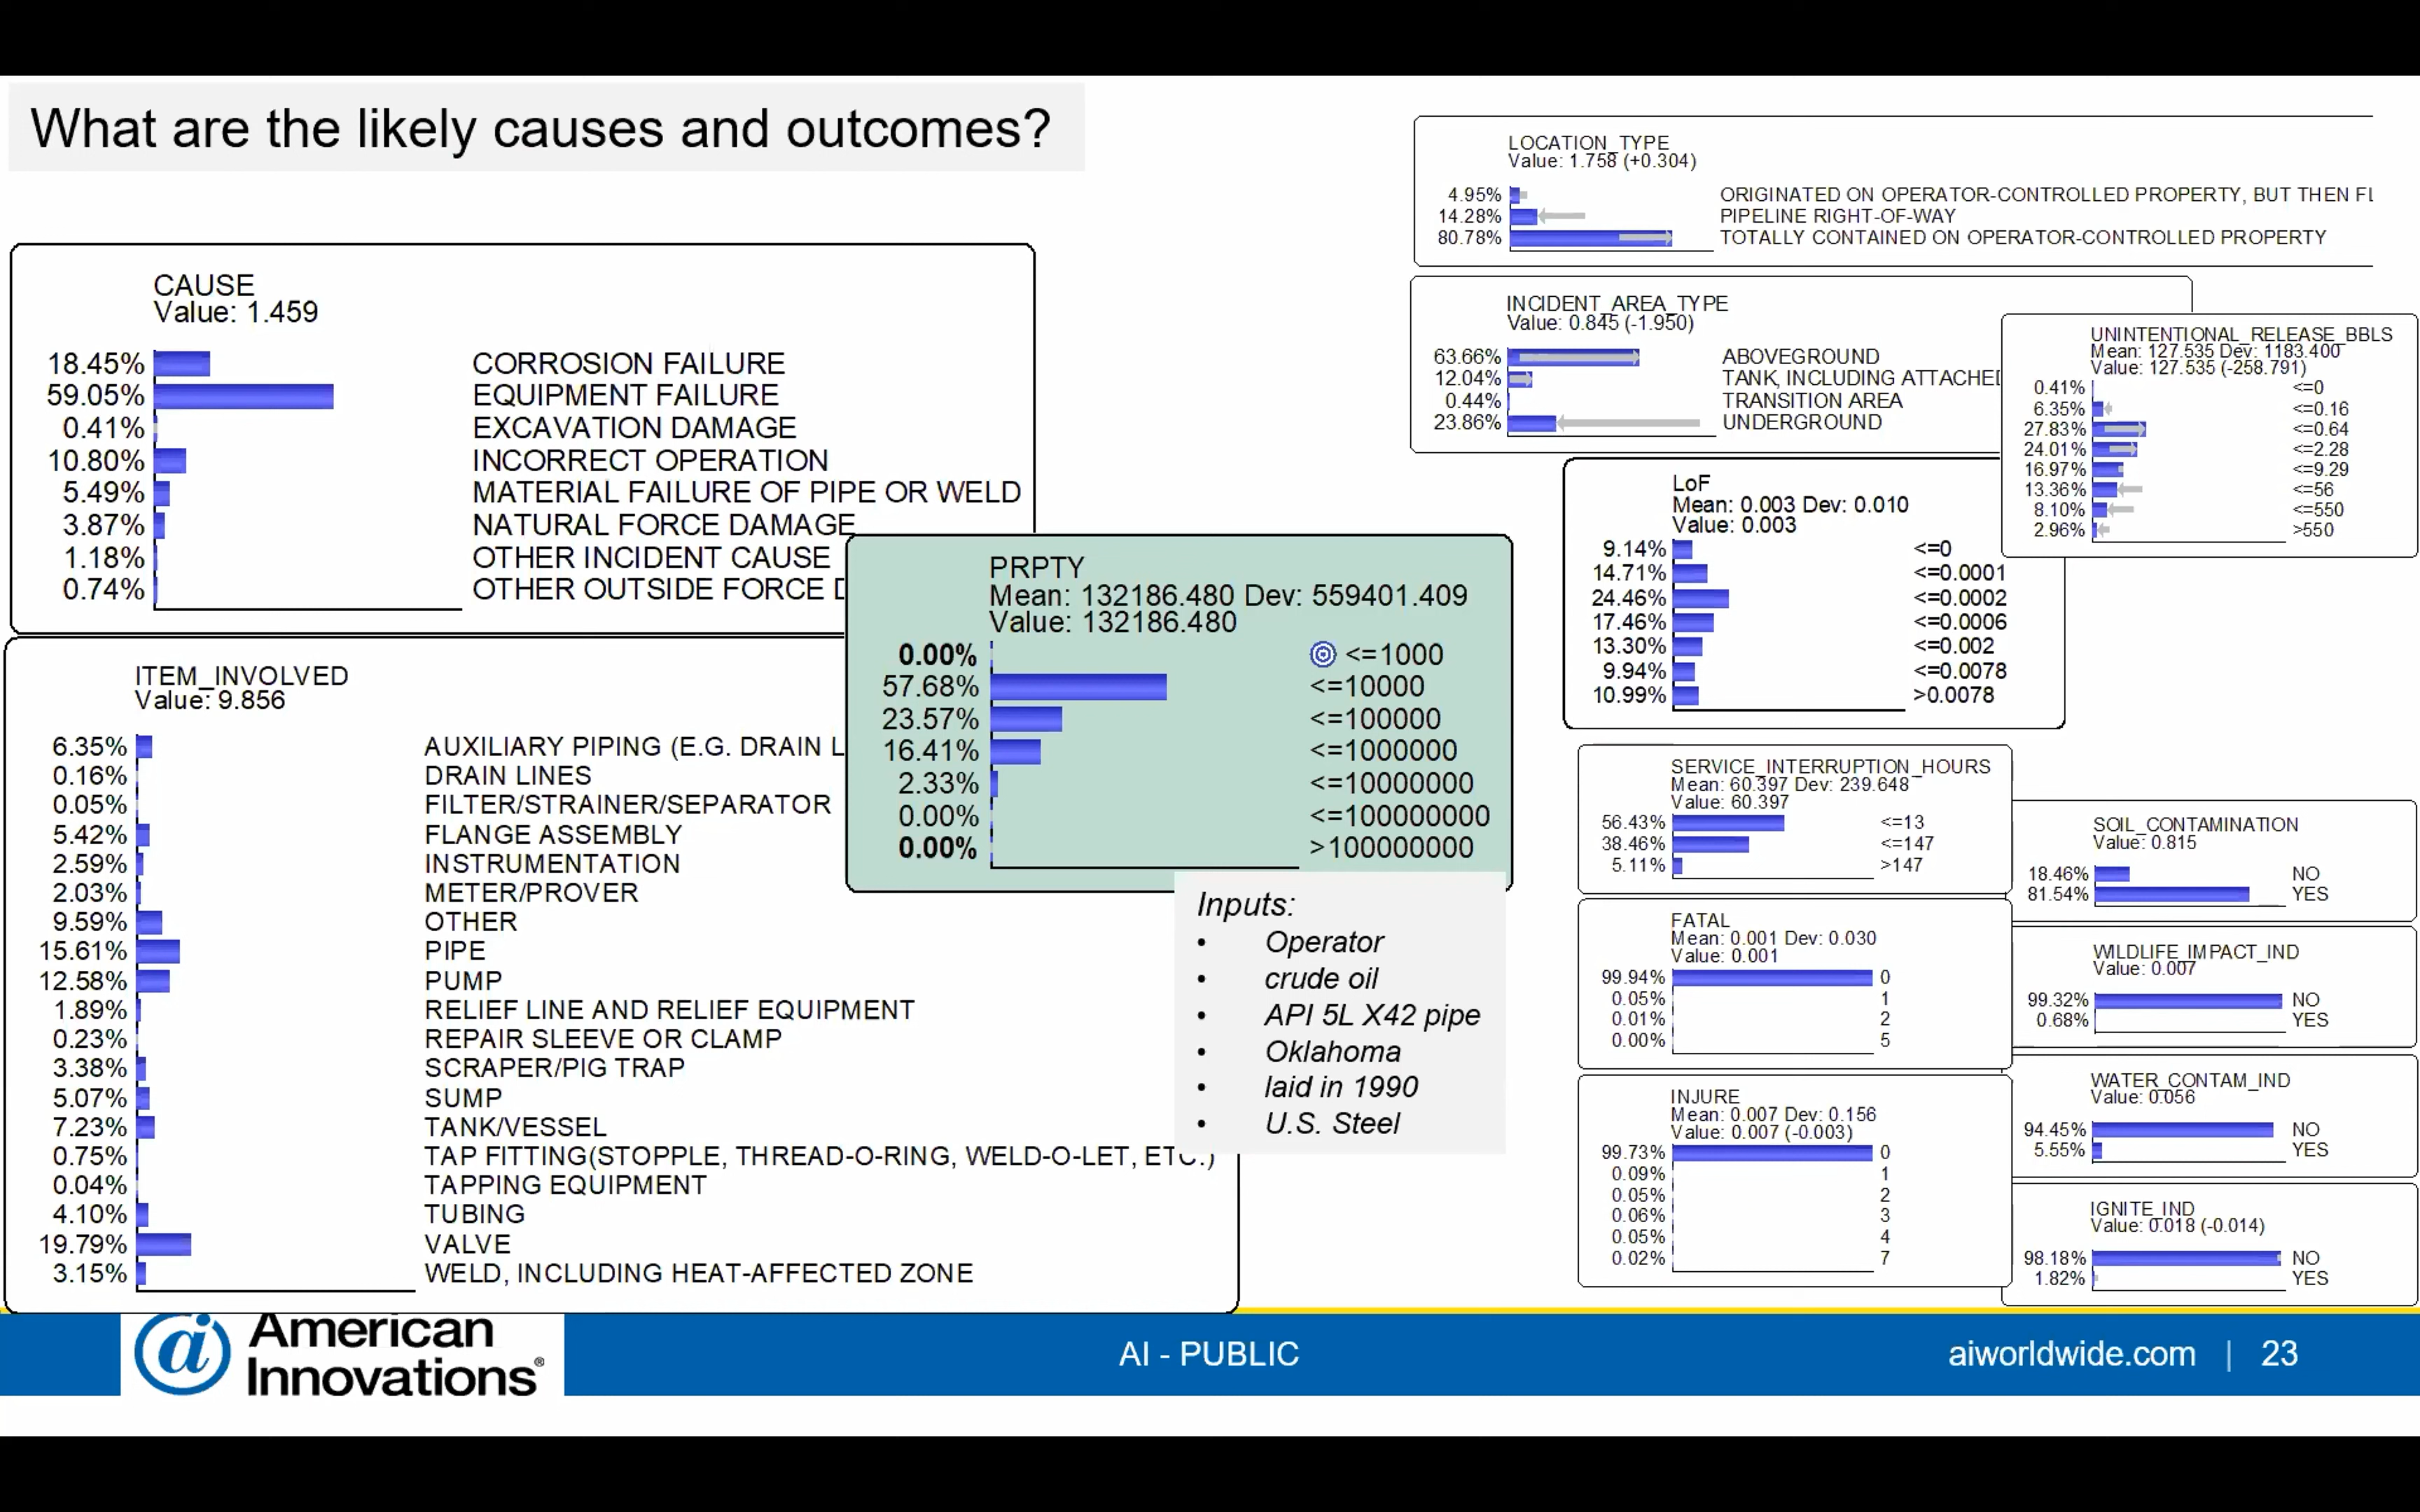 What are the likely causes and outcomes?
CAUSE
Value: 1.459
18.45% CORROSION FAILURE
59.05% EQUIPMENT FAILURE
0.41% EXCAVATION DAMAGE
10.80% INCORRECT OPERATION
5.49% MATERIAL FAILURE OF PIPE OR WELD
3.87% NATURAL FORCE DAMAGE
1.18% OTHER INCIDENT CAUSE
0.74% OTHER OUTSIDE FORCE D
ITEM_INVOLVED
Value: 9.856
6.35% AUXILIARY PIPING (E.G. DRAIN L
0.16% DRAIN LINES
0.05% FILTER/STRAINER/SEPARATOR
5.42% FLANGE ASSEMBLY
2.59% INSTRUMENTATION
2.03% METER/PROVER
9.59% OTHER
15.61% PIPE
12.58% PUMP
1.89% RELIEF LINE AND RELIEF EQUIPMENT
0.23% REPAIR SLEEVE OR CLAMP
3.38% SCRAPER/PIG TRAP
5.07% SUMP
7.23% TANK/VESSEL
0.75% TAP FITTING(STOPPLE, THREAD-O-RING, WELD-O-LET, ETC.)
0.04% TAPPING EQUIPMENT
4.10% TUBING
19.79% VALVE
3.15% WELD, INCLUDING HEAT-AFFECTED ZONE
PRPTY
Mean: 132186.480 Dev: 559401.409
Value: 132186.480
0.00% <=1000
57.68% <=10000
23.57% <=100000
16.41% <=1000000
2.33% <=10000000
0.00% <=100000000
0.00% >100000000
Inputs:
• Operator
• crude oil
• API 5L X42 pipe
• Oklahoma
• laid in 1990
• U.S. Steel
LOCATION_TYPE
Value: 1.758 (+0.304)
4.95% ORIGINATED ON OPERATOR-CONTROLLED PROPERTY, BUT THEN FL
14.28% PIPELINE RIGHT-OF-WAY
80.78% TOTALLY CONTAINED ON OPERATOR-CONTROLLED PROPERTY
INCIDENT_AREA_TYPE
Value: 0.845 (-1.950)
63.66% ABOVEGROUND
12.04% TANK, INCLUDING ATTACHED
0.44% TRANSITION AREA
23.86% UNDERGROUND
UNINTENTIONAL_RELEASE_BBLS
Mean: 127.535 Dev: 1183.400
Value: 127.535 (-258.791)
0.41% <=0
6.35% <=0.16
27.83% <=0.64
24.01% <=2.28
16.97% <=9.29
13.36% <=56
8.10% <=550
2.96% >550
LoF
Mean: 0.003 Dev: 0.010
Value: 0.003
9.14% <=0
14.71% <=0.0001
24.46% <=0.0002
17.46% <=0.0006
13.30% <=0.002
9.94% <=0.0078
10.99% >0.0078
SERVICE_INTERRUPTION_HOURS
Mean: 60.397 Dev: 239.648
Value: 60.397
56.43% <=13
38.46% <=147
5.11% >147
FATAL
Mean: 0.001 Dev: 0.030
Value: 0.001
99.94% 0
0.05% 1
0.01% 2
0.00% 5
INJURE
Mean: 0.007 Dev: 0.156
Value: 0.007 (-0.003)
99.73% 0
0.09% 1
0.05% 2
0.06% 3
0.05% 4
0.02% 7
SOIL_CONTAMINATION
Value: 0.815
18.46% NO
81.54% YES
WILDLIFE_IMPACT_IND
Value: 0.007
99.32% NO
0.68% YES
WATER_CONTAM_IND
Value: 0.056
94.45% NO
5.55% YES
IGNITE_IND
Value: 0.018 (-0.014)
98.18% NO
1.82% YES
American
Innovations®
AI - PUBLIC
aiworldwide.com | 23